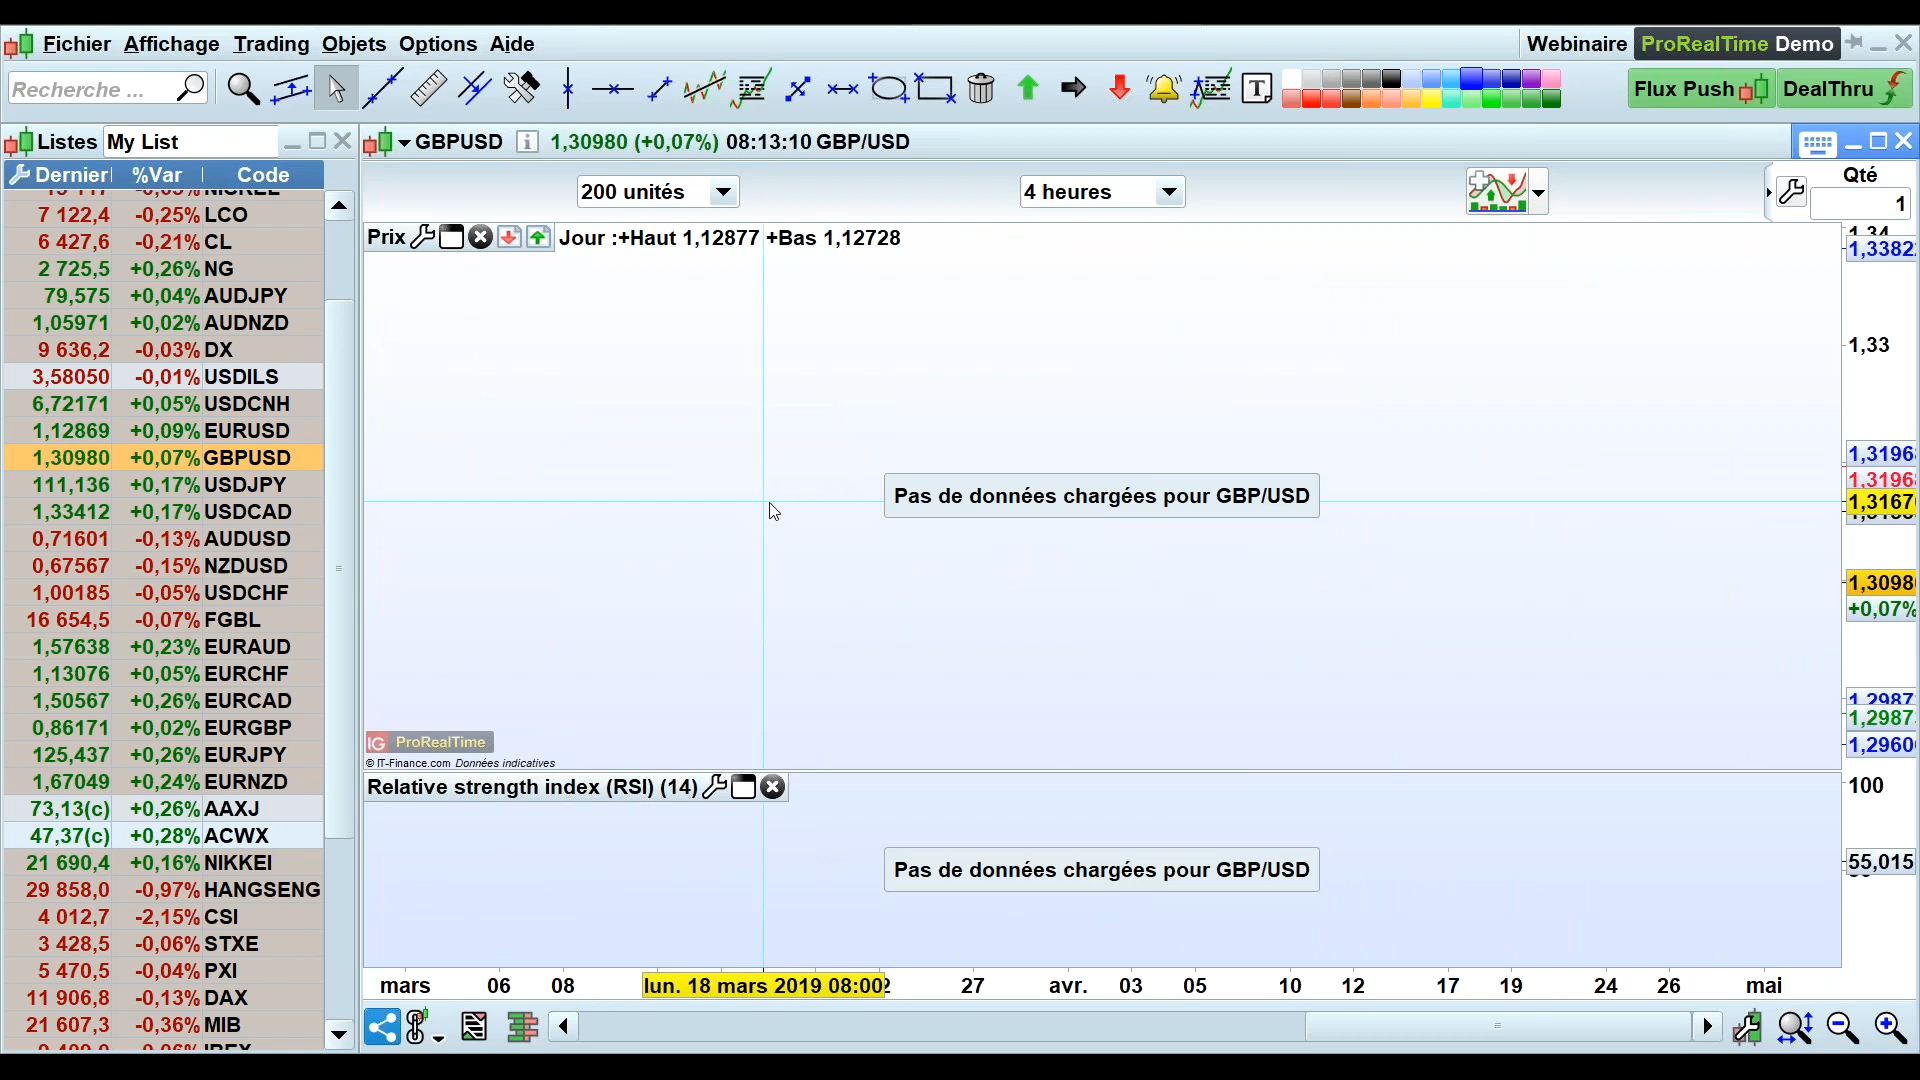 Fichier Affichage Trading Objets Options Aide
Webinaire ProRealTime Demo
Recherche ...
T
Flux Push DealThru
Listes My List
GBPUSD 1,30980 (+0,07%) 08:13:10 GBP/USD
Dernier %Var Code
7 122,4 -0,25% LCO
6 427,6 -0,21% CL
2 725,5 +0,26% NG
79,575 +0,04% AUDJPY
1,05971 +0,02% AUDNZD
9 636,2 -0,03% DX
3,58050 -0,01% USDILS
6,72171 +0,05% USDCNH
1,12869 +0,09% EURUSD
1,30980 +0,07% GBPUSD
111,136 +0,17% USDJPY
1,33412 +0,17% USDCAD
0,71601 -0,13% AUDUSD
0,67567 -0,15% NZDUSD
1,00185 -0,05% USDCHF
16 654,5 -0,07% FGBL
1,57638 +0,23% EURAUD
1,13076 +0,05% EURCHF
1,50567 +0,26% EURCAD
0,86171 +0,02% EURGBP
125,437 +0,26% EURJPY
1,67049 +0,24% EURNZD
73,13(c) +0,26% AAXJ
47,37(c) +0,28% ACWX
21 690,4 +0,16% NIKKEI
29 858,0 -0,97% HANGSENG
4 012,7 -2,15% CSI
3 428,5 -0,06% STXE
5 470,5 -0,04% PXI
11 906,8 -0,13% DAX
21 607,3 -0,36% MIB
200 unités
4 heures
Qté
1
Prix Jour :+Haut 1,12877 +Bas 1,12728
1,34
1,3382
1,33
1,3196
1,3196
1,3167
1,3098
+0,07%
1,2987
1,2987
1,2960
Pas de données chargées pour GBP/USD
IG ProRealTime
© IT-Finance.com Données indicatives
Relative strength index (RSI) (14)
100
55,015
Pas de données chargées pour GBP/USD
mars 06 08 lun. 18 mars 2019 08:00 27 avr. 03 05 10 12 17 19 24 26 mai